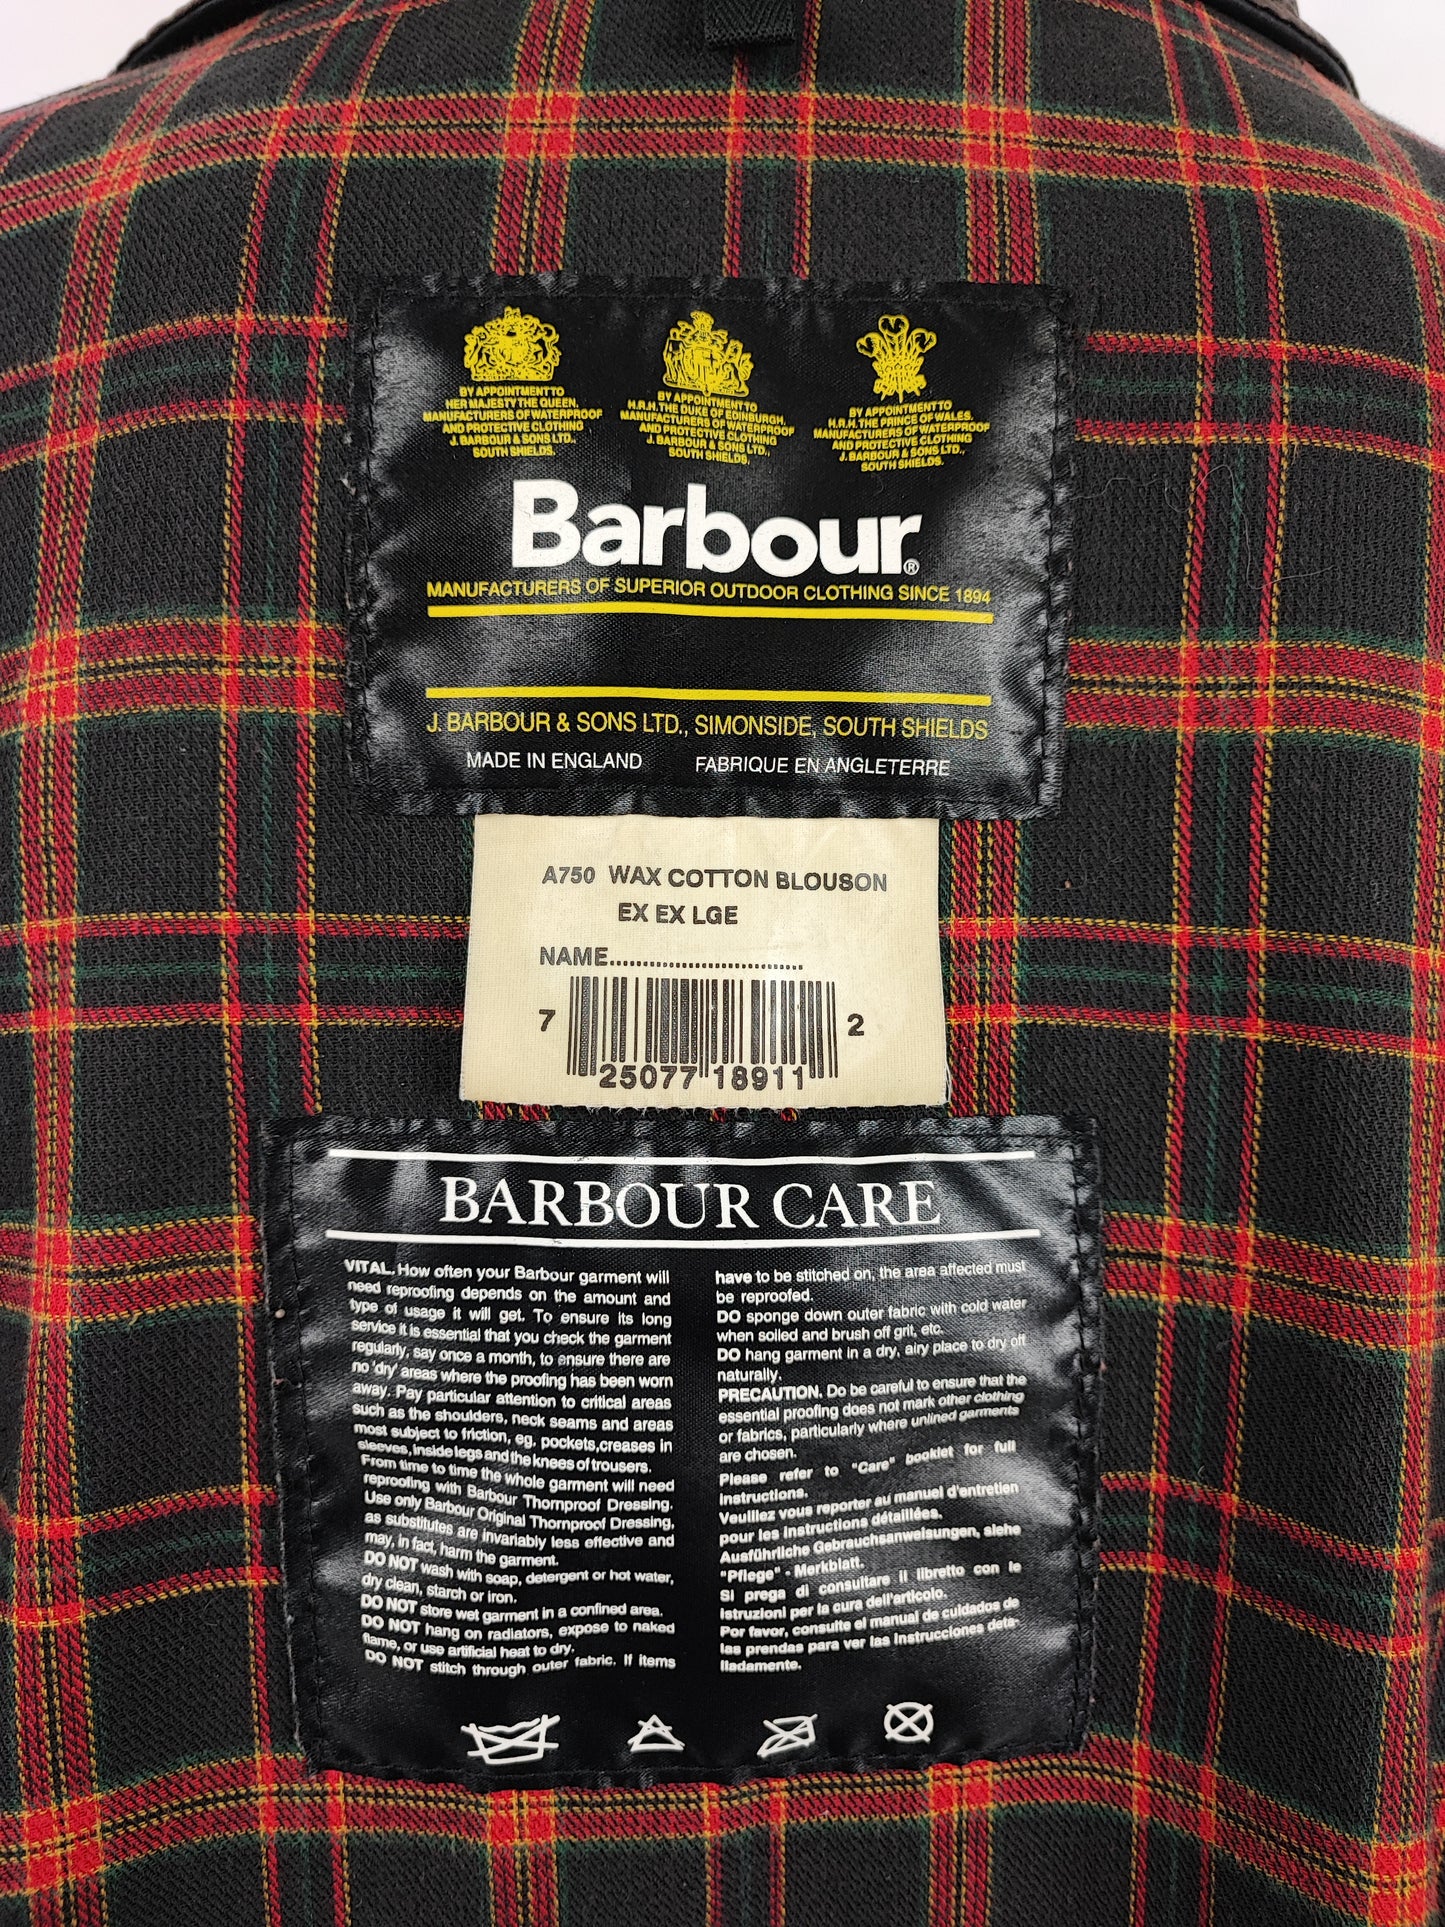 BY APPOINTMENT TO
HER MAJESTY THE QUEEN.
MANUFACTURERS OF WATERPROOF
AND PROTECTIVE CLOTHING
J. BARBOUR & SONS LTD.,
SOUTH SHIELDS.
BY APPOINTMENT TO
H.R.H. THE DUKE OF EDINBURGH.
MANUFACTURERS OF WATERPROOF
AND PROTECTIVE CLOTHING
J. BARBOUR & SONS LTD.,
SOUTH SHIELDS.
BY APPOINTMENT TO
H.R.H. THE PRINCE OF WALES.
MANUFACTURERS OF WATERPROOF
AND PROTECTIVE CLOTHING
J. BARBOUR & SONS LTD.,
SOUTH SHIELDS.
Barbour®
MANUFACTURERS OF SUPERIOR OUTDOOR CLOTHING SINCE 1894
J. BARBOUR & SONS LTD., SIMONSIDE, SOUTH SHIELDS
MADE IN ENGLAND FABRIQUE EN ANGLETERRE
A750 WAX COTTON BLOUSON
EX EX LGE
NAME..............................
7 25077 18911 2
BARBOUR CARE
VITAL. How often your Barbour garment will
need reproofing depends on the amount and
type of usage it will get. To ensure its long
service it is essential that you check the garment
regularly, say once a month, to ensure there are
no 'dry' areas where the proofing has been worn
away. Pay particular attention to critical areas
such as the shoulders, neck seams and areas
most subject to friction, eg. pockets,creases in
sleeves, inside legs and the knees of trousers.
From time to time the whole garment will need
reproofing with Barbour Thornproof Dressing.
Use only Barbour Original Thornproof Dressing,
as substitutes are invariably less effective and
may, in fact, harm the garment.
DO NOT wash with soap, detergent or hot water,
dry clean, starch or iron.
DO NOT store wet garment in a confined area.
DO NOT hang on radiators, expose to naked
flame, or use artificial heat to dry.
DO NOT stitch through outer fabric. If items
have to be stitched on, the area affected must
be reproofed.
DO sponge down outer fabric with cold water
when soiled and brush off grit, etc.
DO hang garment in a dry, airy place to dry off
naturally.
PRECAUTION. Do be careful to ensure that the
essential proofing does not mark other clothing
or fabrics, particularly where unlined garments
are chosen.
Please refer to "Care" booklet for full
instructions.
Veuillez vous reporter au manuel d'entretien
pour les instructions détaillées.
Ausführliche Gebrauchsanweisungen, siehe
"Pflege" - Merkblatt.
Si prega di consultare il libretto con le
istruzioni per la cura dell'articolo.
Por favor, consulte el manual de cuidados de
las prendas para ver las instrucciones deta-
lladamente.